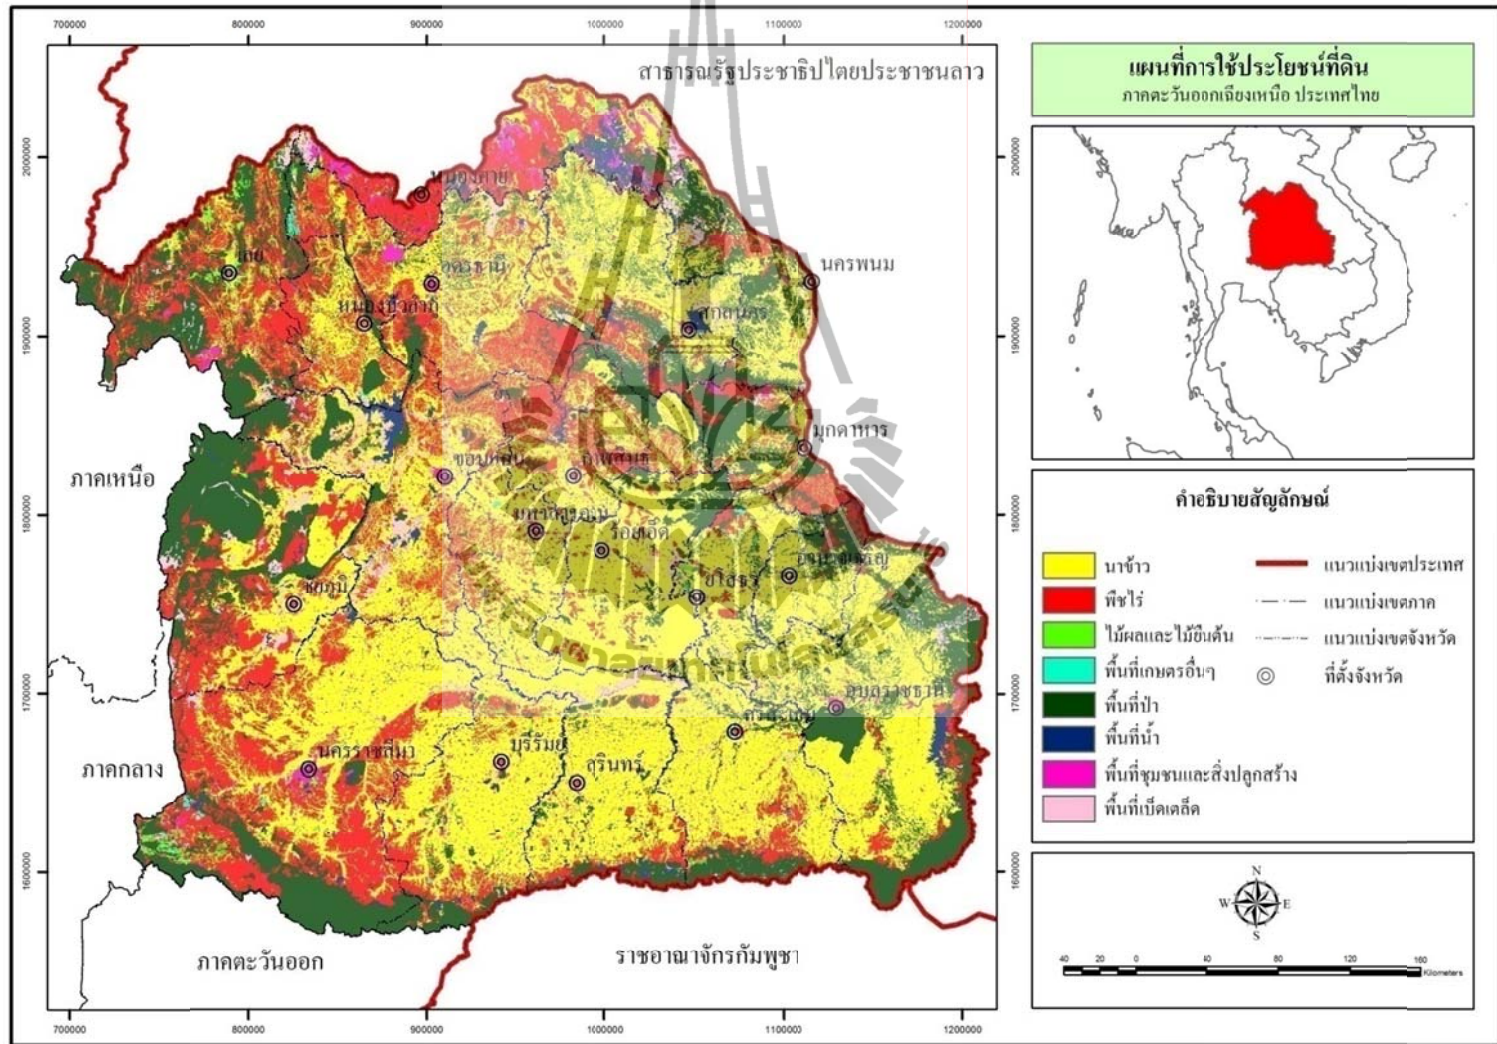 700000 800000 900000 1000000 1100000 1200000
สาธารณรัฐประชาธิปไตยประชาชนลาว
2000000
2000000
หนองคาย
เลย
อุดรธานี
นครพนม
หนองบัวลำภู
สกลนคร
1900000
1900000
มุกดาหาร
ภาคเหนือ
ขอนแก่น
กาฬสินธุ์
1800000
1800000
มหาสารคาม
ร้อยเอ็ด
อำนาจเจริญ
ยโสธร
ชัยภูมิ
1700000
1700000
อุบลราชธานี
ศรีสะเกษ
ภาคกลาง
นครราชสีมา
บุรีรัมย์
สุรินทร์
1600000
1600000
ภาคตะวันออก
ราชอาณาจักรกัมพูชา
700000 800000 900000 1000000 1100000 1200000
แผนที่การใช้ประโยชน์ที่ดิน
ภาคตะวันออกเฉียงเหนือ ประเทศไทย
คำอธิบายสัญลักษณ์
นาข้าว
พืชไร่
ไม้ผลและไม้ยืนต้น
พื้นที่เกษตรอื่นๆ
พื้นที่ป่า
พื้นที่น้ำ
พื้นที่ชุมชนและสิ่งปลูกสร้าง
พื้นที่เบ็ดเตล็ด
แนวแบ่งเขตประเทศ
แนวแบ่งเขตภาค
แนวแบ่งเขตจังหวัด
ที่ตั้งจังหวัด
N
W E
S
40 20 0 40 80 120 160
Kilometers